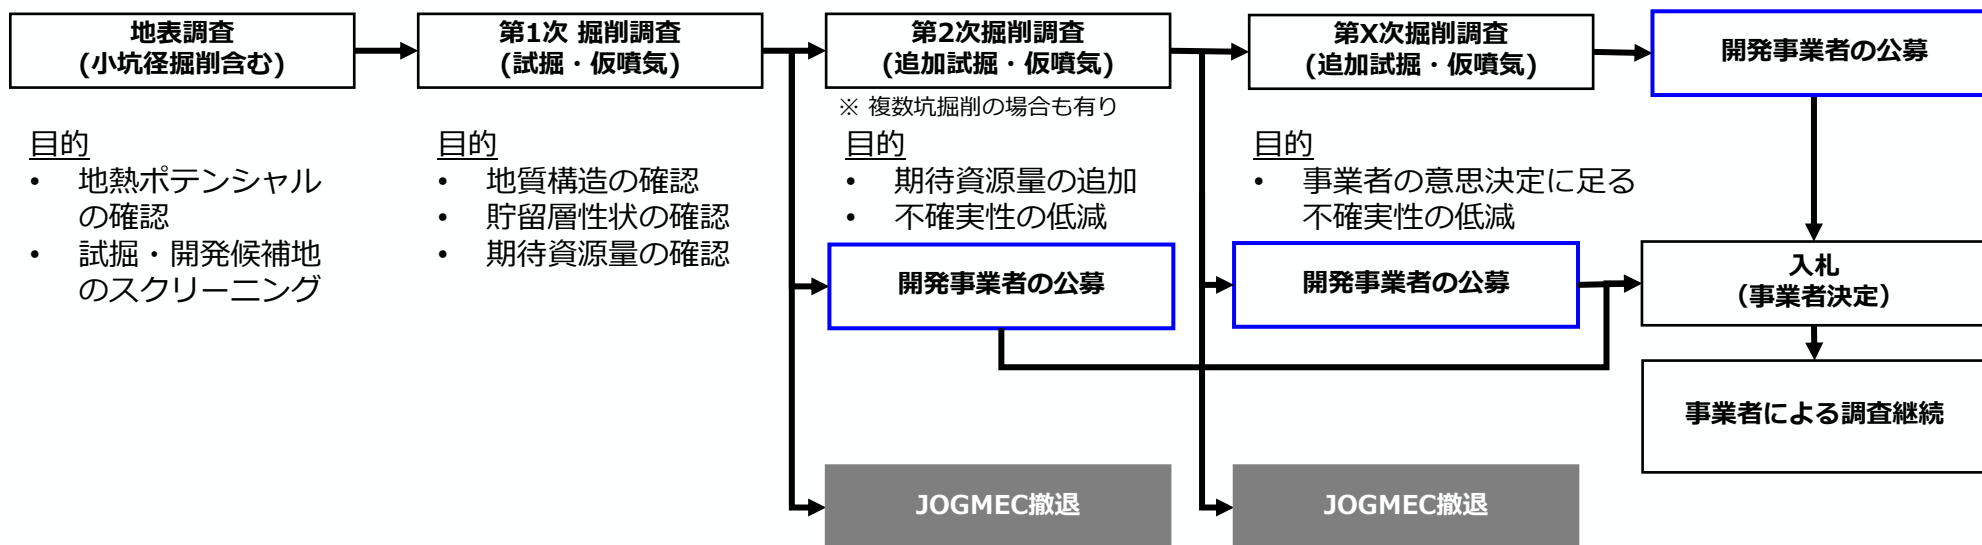 地表調査
(小坑径掘削含む)
第1次 掘削調査
(試掘・仮噴気)
第2次掘削調査
(追加試掘・仮噴気)
第X次掘削調査
(追加試掘・仮噴気)
開発事業者の公募
※ 複数坑掘削の場合も有り
目的
• 地熱ポテンシャル
の確認
• 試掘・開発候補地
のスクリーニング
目的
• 地質構造の確認
• 貯留層性状の確認
• 期待資源量の確認
目的
• 期待資源量の追加
• 不確実性の低減
目的
• 事業者の意思決定に足る
不確実性の低減
開発事業者の公募
開発事業者の公募
入札
(事業者決定)
事業者による調査継続
JOGMEC撤退
JOGMEC撤退